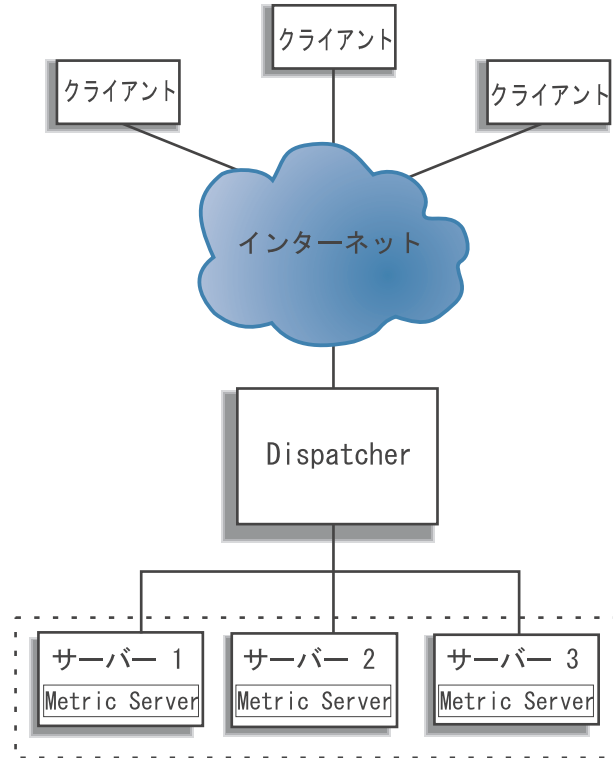 クライアント
クライアント
クライアント
インターネット
Dispatcher
サーバー 1
Metric Server
サーバー 2
Metric Server
サーバー 3
Metric Server